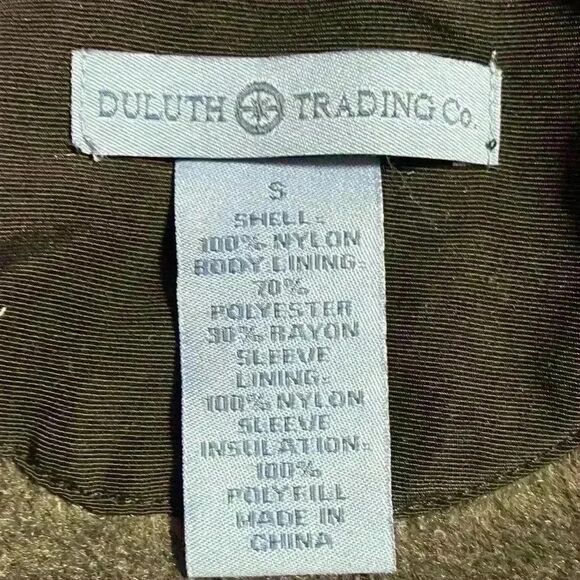 DULUTH TRADING Co.
S
SHELL-
100% NYLON
BODY LINING-
70%
POLYESTER
30% RAYON
SLEEVE
LINING-
100% NYLON
SLEEVE
INSULATION-
100%
POLYFILL
MADE IN
CHINA